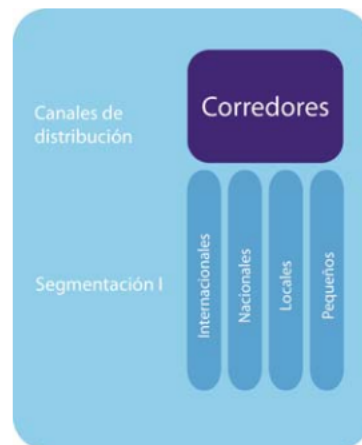 Canales de
distribución
Corredores
Segmentación I
Internacionales
Nacionales
Locales
Pequeños